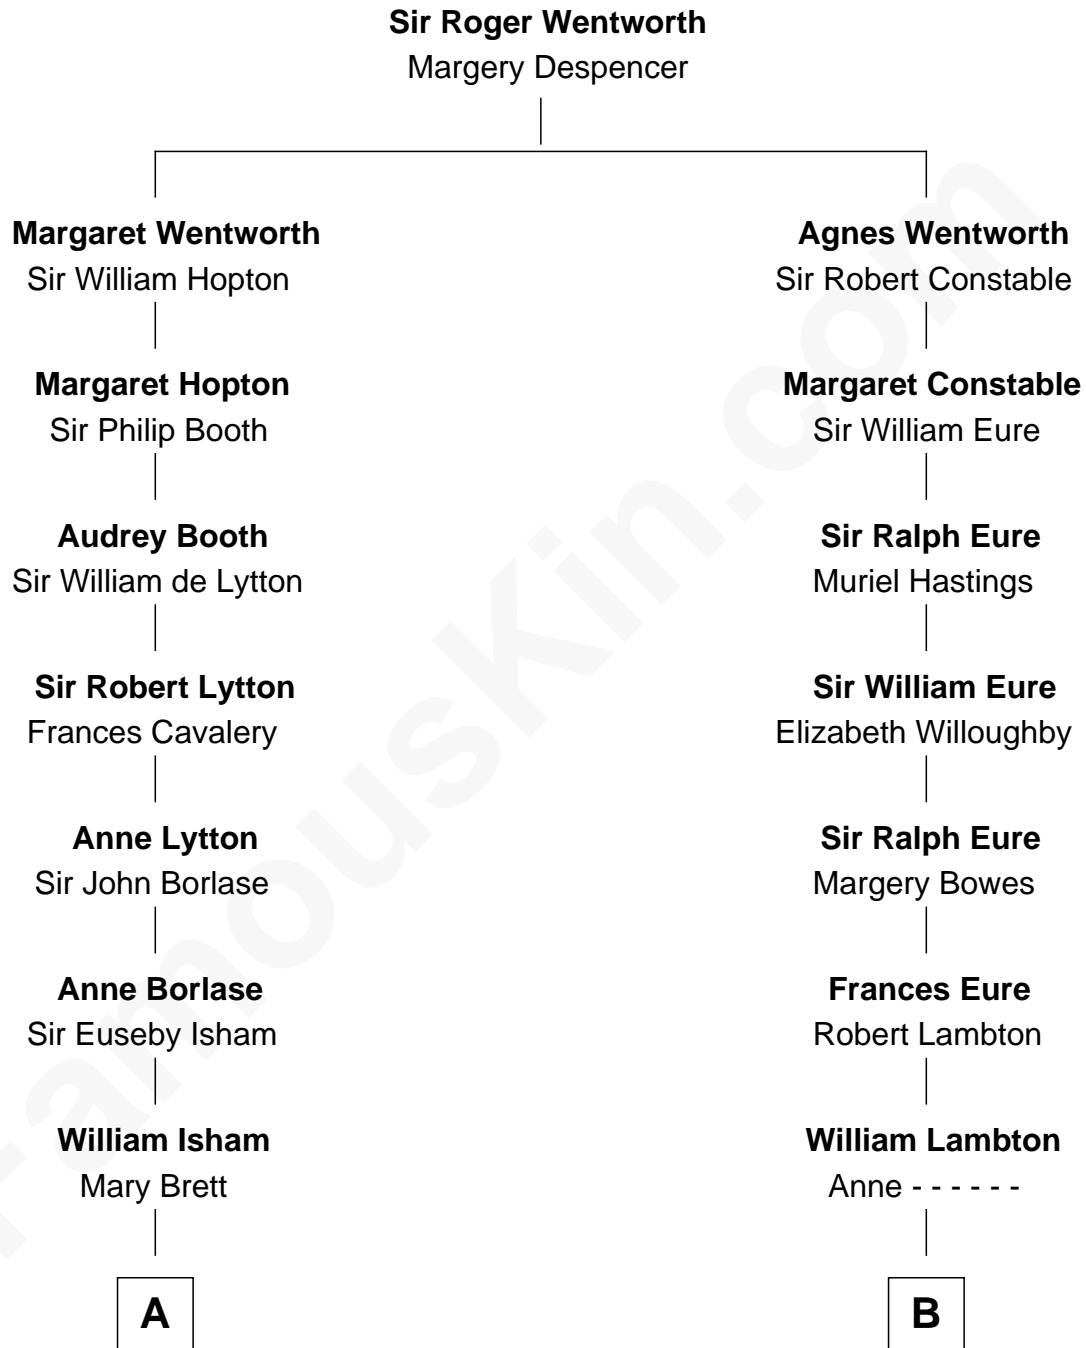 Sir Roger Wentworth
Margery Despencer
Margaret Wentworth
Sir William Hopton
Agnes Wentworth
Sir Robert Constable
Margaret Hopton
Sir Philip Booth
Margaret Constable
Sir William Eure
Audrey Booth
Sir William de Lytton
Sir Ralph Eure
Muriel Hastings
Sir Robert Lytton
Frances Cavalery
Sir William Eure
Elizabeth Willoughby
Anne Lytton
Sir John Borlase
Sir Ralph Eure
Margery Bowes
Anne Borlase
Sir Euseby Isham
Frances Eure
Robert Lambton
William Isham
Mary Brett
William Lambton
Anne - - - - - -
A
B
FamousKin.com